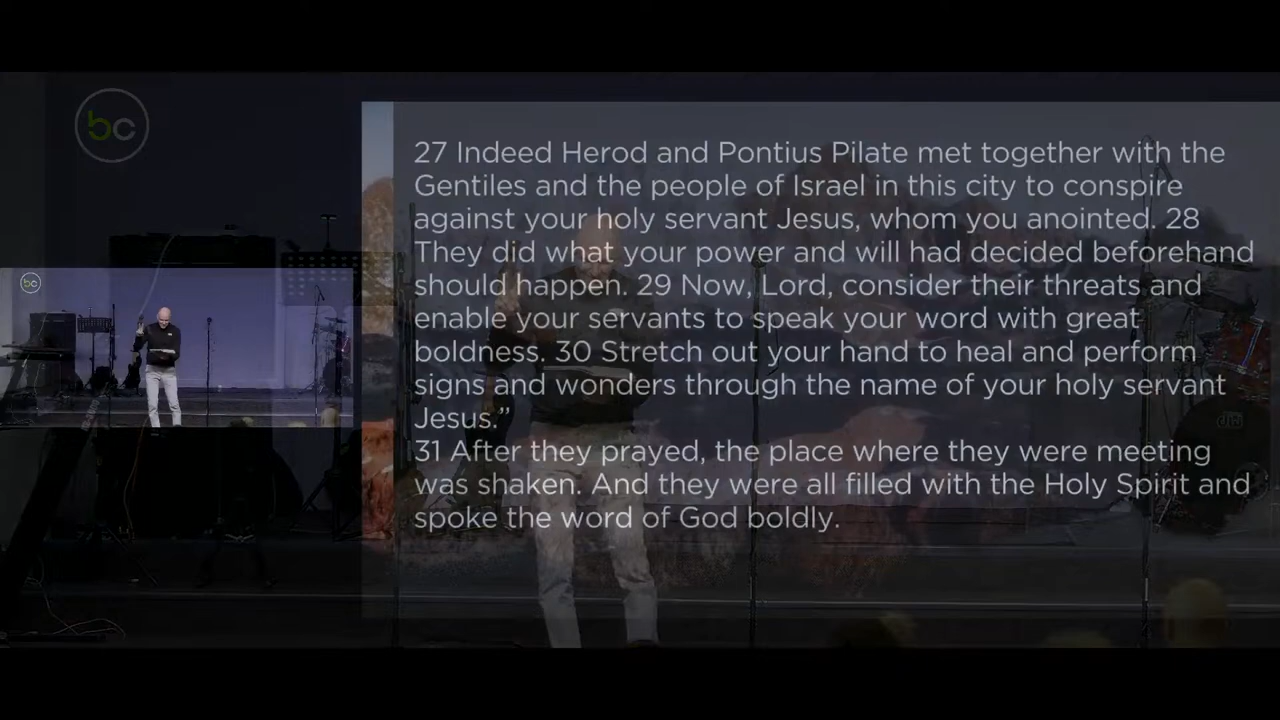 bc
bc
27 Indeed Herod and Pontius Pilate met together with the
Gentiles and the people of Israel in this city to conspire
against your holy servant Jesus, whom you anointed. 28
They did what your power and will had decided beforehand
should happen. 29 Now, Lord, consider their threats and
enable your servants to speak your word with great
boldness. 30 Stretch out your hand to heal and perform
signs and wonders through the name of your holy servant
Jesus.”
31 After they prayed, the place where they were meeting
was shaken. And they were all filled with the Holy Spirit and
spoke the word of God boldly.